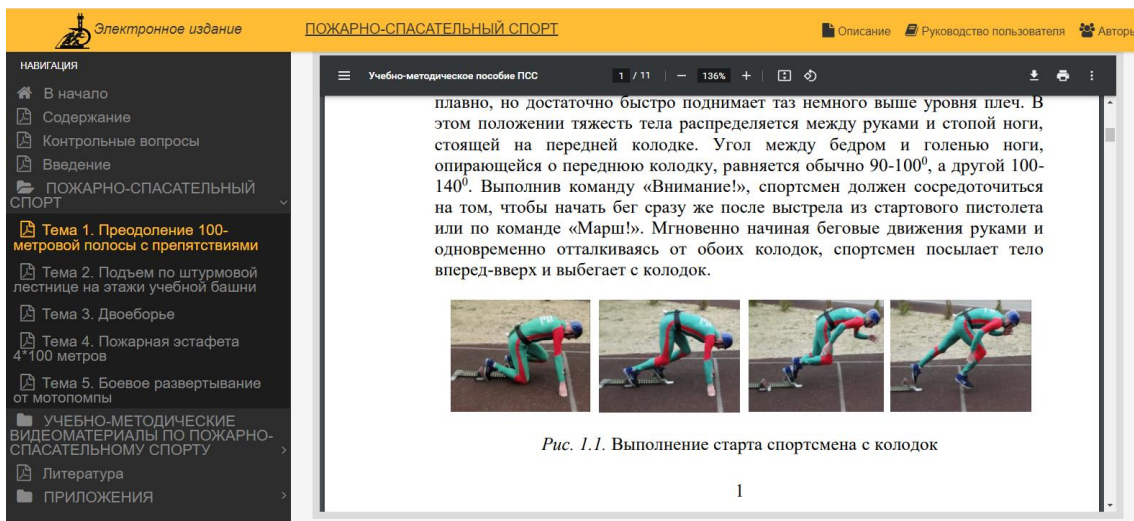 Электронное издание
ПОЖАРНО-СПАСАТЕЛЬНЫЙ СПОРТ
Описание
Руководство пользователя
Авторы
НАВИГАЦИЯ
В начало
Содержание
Контрольные вопросы
Введение
ПОЖАРНО-СПАСАТЕЛЬНЫЙ
СПОРТ
Тема 1. Преодоление 100-
метровой полосы с препятствиями
Тема 2. Подъем по штурмовой
лестнице на этажи учебной башни
Тема 3. Двоеборье
Тема 4. Пожарная эстафета
4*100 метров
Тема 5. Боевое развертывание
от мотопомпы
УЧЕБНО-МЕТОДИЧЕСКИЕ
ВИДЕОМАТЕРИАЛЫ ПО ПОЖАРНО-
СПАСАТЕЛЬНОМУ СПОРТУ
Литература
ПРИЛОЖЕНИЯ
Учебно-методическое пособие ПСС
1 / 11
136%
плавно, но достаточно быстро поднимает таз немного выше уровня плеч. В
этом положении тяжесть тела распределяется между руками и стопой ноги,
стоящей на передней колодке. Угол между бедром и голенью ноги,
опирающейся о переднюю колодку, равняется обычно 90-100⁰, а другой 100-
140⁰. Выполнив команду «Внимание!», спортсмен должен сосредоточиться
на том, чтобы начать бег сразу же после выстрела из стартового пистолета
или по команде «Марш!». Мгновенно начиная беговые движения руками и
одновременно отталкиваясь от обоих колодок, спортсмен посылает тело
вперед-вверх и выбегает с колодок.
Рис. 1.1. Выполнение старта спортсмена с колодок
1